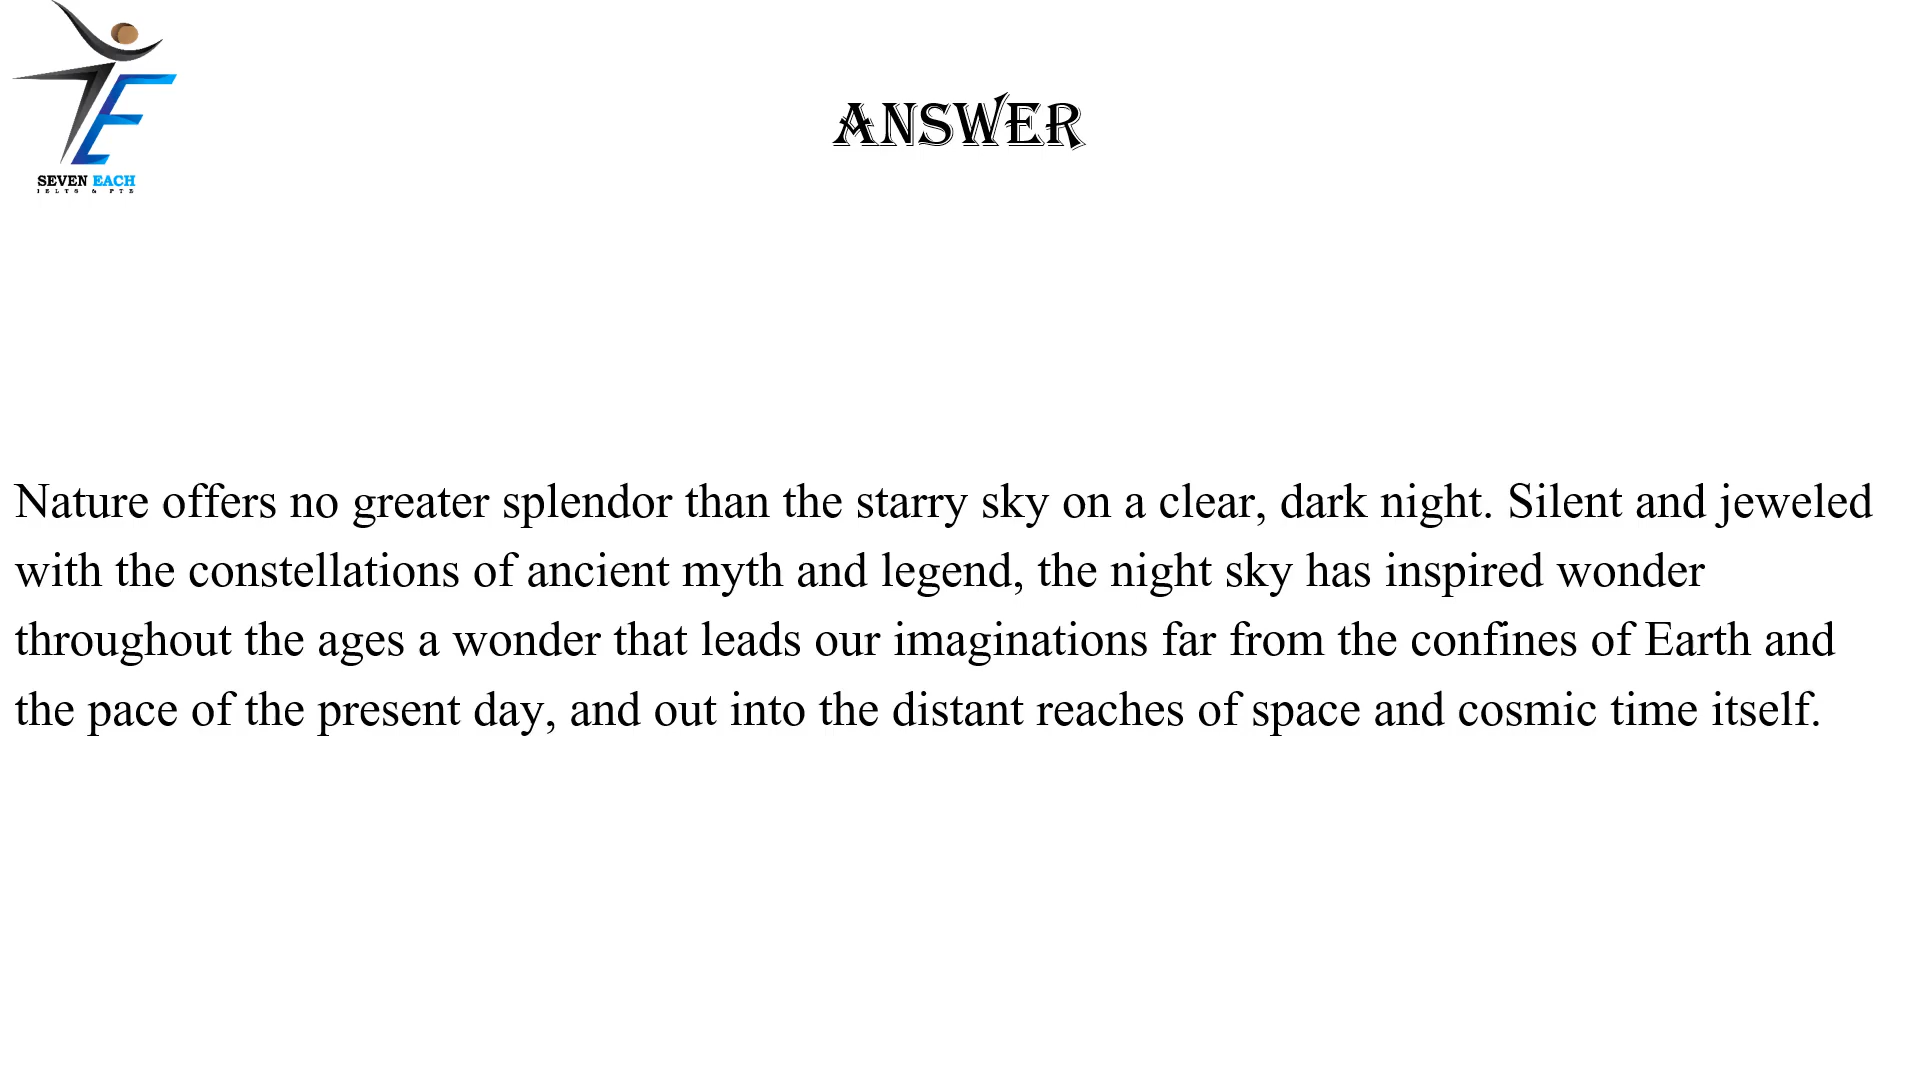 SEVEN EACH
IELTS & PTE
ANSWER
Nature offers no greater splendor than the starry sky on a clear, dark night. Silent and jeweled
with the constellations of ancient myth and legend, the night sky has inspired wonder
throughout the ages a wonder that leads our imaginations far from the confines of Earth and
the pace of the present day, and out into the distant reaches of space and cosmic time itself.